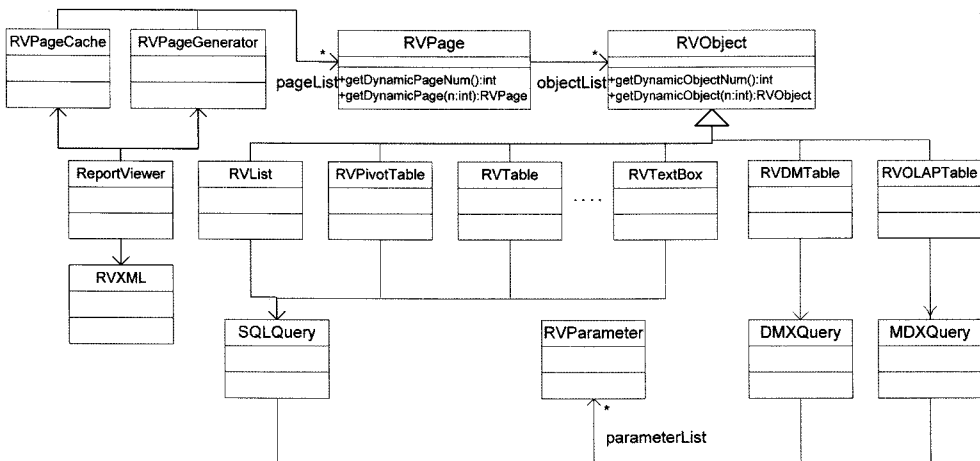 RVPageCache
RVPageGenerator
RVPage
RVObject
*
*
pageList
+getDynamicPageNum():int
+getDynamicPage(n:int):RVPage
objectList
+getDynamicObjectNum():int
+getDynamicObject(n:int):RVObject
ReportViewer
RVList
RVPivotTable
RVTable
RVTextBox
RVDMTable
RVOLAPTable
....
RVXML
SQLQuery
RVParameter
DMXQuery
MDXQuery
*
parameterList